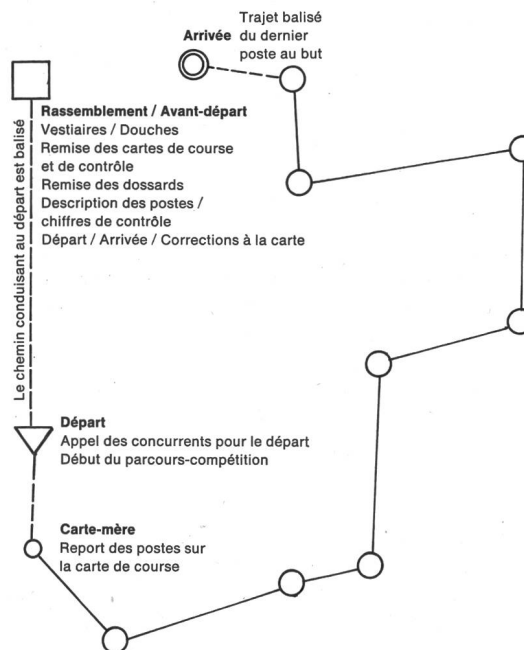 Trajet balisé
Arrivée du dernier
poste au but
Rassemblement / Avant-départ
Vestiaires / Douches
Remise des cartes de course
et de contrôle
Remise des dossards
Description des postes /
chiffres de contrôle
Départ / Arrivée / Corrections à la carte
Le chemin conduisant au départ est balisé
Départ
Appel des concurrents pour le départ
Début du parcours-compétition
Carte-mère
Report des postes sur
la carte de course